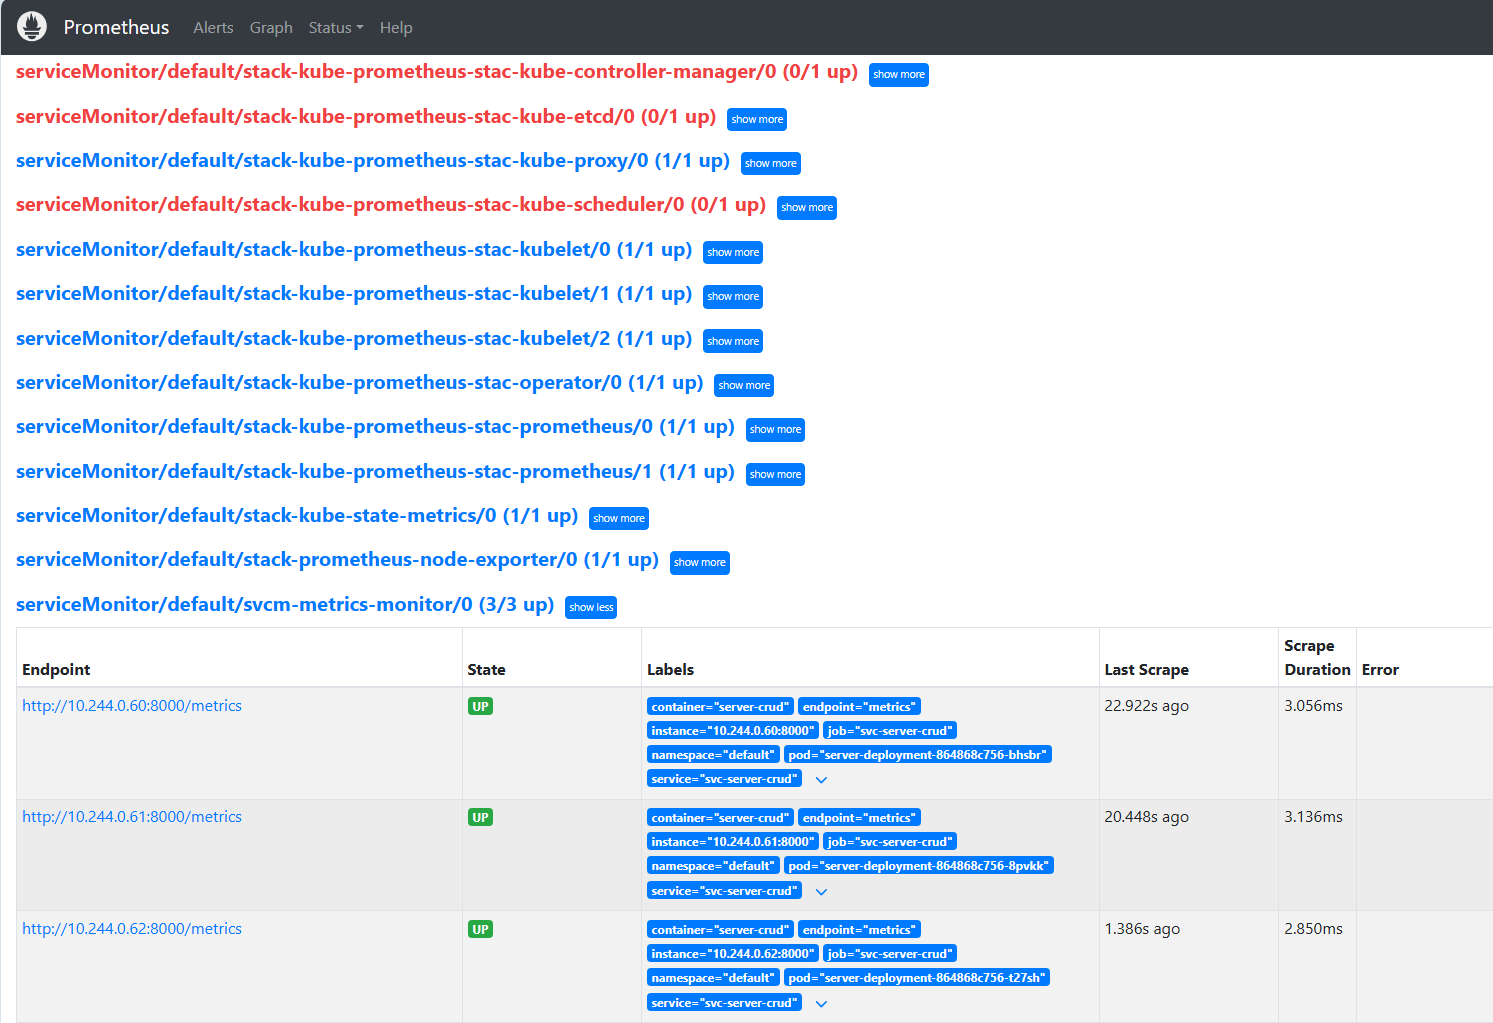 Prometheus Alerts Graph Status Help
serviceMonitor/default/stack-kube-prometheus-stac-kube-controller-manager/0 (0/1 up) show more
serviceMonitor/default/stack-kube-prometheus-stac-kube-etcd/0 (0/1 up) show more
serviceMonitor/default/stack-kube-prometheus-stac-kube-proxy/0 (1/1 up) show more
serviceMonitor/default/stack-kube-prometheus-stac-kube-scheduler/0 (0/1 up) show more
serviceMonitor/default/stack-kube-prometheus-stac-kubelet/0 (1/1 up) show more
serviceMonitor/default/stack-kube-prometheus-stac-kubelet/1 (1/1 up) show more
serviceMonitor/default/stack-kube-prometheus-stac-kubelet/2 (1/1 up) show more
serviceMonitor/default/stack-kube-prometheus-stac-operator/0 (1/1 up) show more
serviceMonitor/default/stack-kube-prometheus-stac-prometheus/0 (1/1 up) show more
serviceMonitor/default/stack-kube-prometheus-stac-prometheus/1 (1/1 up) show more
serviceMonitor/default/stack-kube-state-metrics/0 (1/1 up) show more
serviceMonitor/default/stack-prometheus-node-exporter/0 (1/1 up) show more
serviceMonitor/default/svcm-metrics-monitor/0 (3/3 up) show less
Endpoint State Labels Last Scrape Scrape Duration Error
http://10.244.0.60:8000/metrics UP container="server-crud" endpoint="metrics" 22.922s ago 3.056ms
instance="10.244.0.60:8000" job="svc-server-crud"
namespace="default" pod="server-deployment-864868c756-bhsbr"
service="svc-server-crud"
http://10.244.0.61:8000/metrics UP container="server-crud" endpoint="metrics" 20.448s ago 3.136ms
instance="10.244.0.61:8000" job="svc-server-crud"
namespace="default" pod="server-deployment-864868c756-8pvkk"
service="svc-server-crud"
http://10.244.0.62:8000/metrics UP container="server-crud" endpoint="metrics" 1.386s ago 2.850ms
instance="10.244.0.62:8000" job="svc-server-crud"
namespace="default" pod="server-deployment-864868c756-t27sh"
service="svc-server-crud"